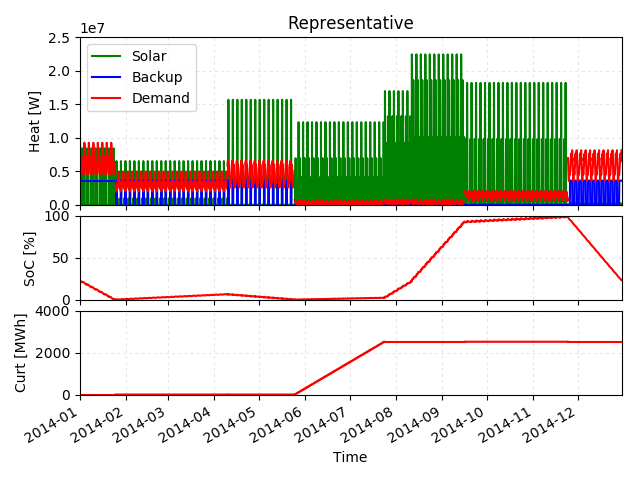 Representative
1e7
2.5
2.0
1.5
1.0
0.5
0.0
Heat [W]
Solar
Backup
Demand
100
50
0
SoC [%]
4000
2000
0
Curt [MWh]
2014-01
2014-02
2014-03
2014-04
2014-05
2014-06
2014-07
2014-08
2014-09
2014-10
2014-11
2014-12
Time